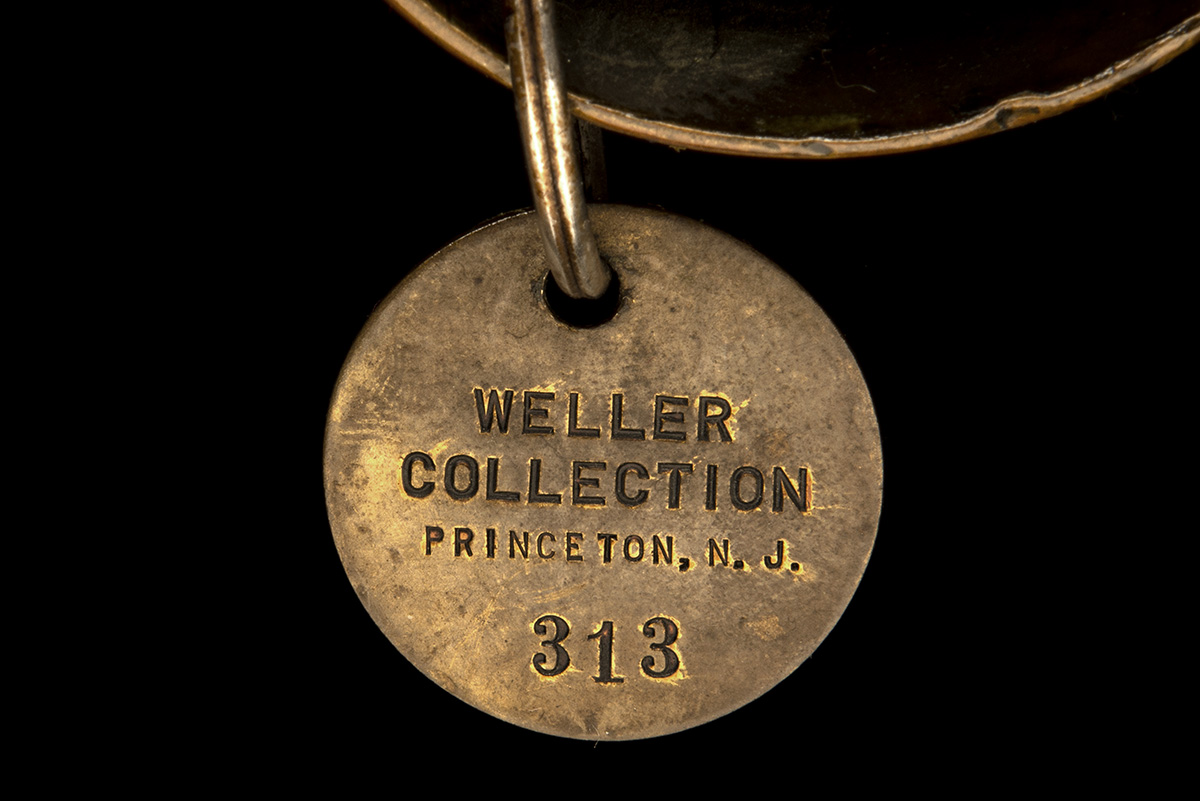 WELLER
COLLECTION
PRINCETON, N. J.
313